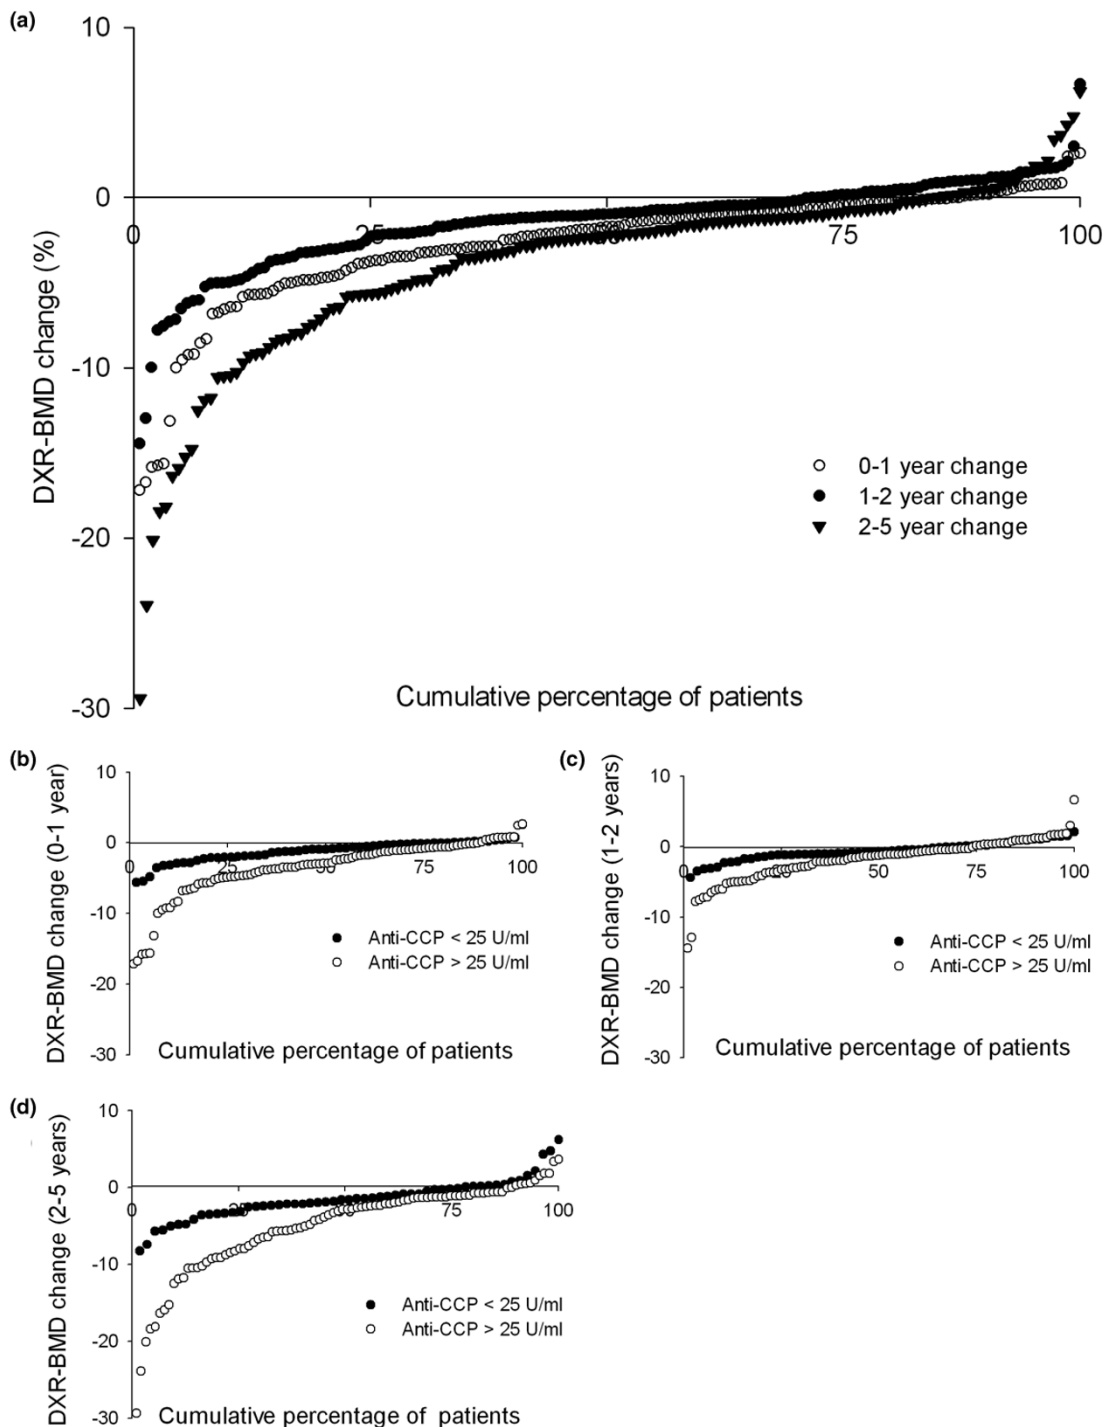 (a)
10
0
-10
-20
-30
DXR-BMD change (%)
0
25
75
100
0-1 year change
1-2 year change
2-5 year change
Cumulative percentage of patients
(b)
DXR-BMD change (0-1 year)
10
0
-10
-20
-30
0
25
50
75
100
Anti-CCP < 25 U/ml
Anti-CCP > 25 U/ml
Cumulative percentage of patients
(c)
DXR-BMD change (1-2 years)
10
0
-10
-20
-30
0
25
50
75
100
Anti-CCP < 25 U/ml
Anti-CCP > 25 U/ml
Cumulative percentage of patients
(d)
DXR-BMD change (2-5 years)
10
0
-10
-20
-30
0
75
100
Anti-CCP < 25 U/ml
Anti-CCP > 25 U/ml
Cumulative percentage of patients